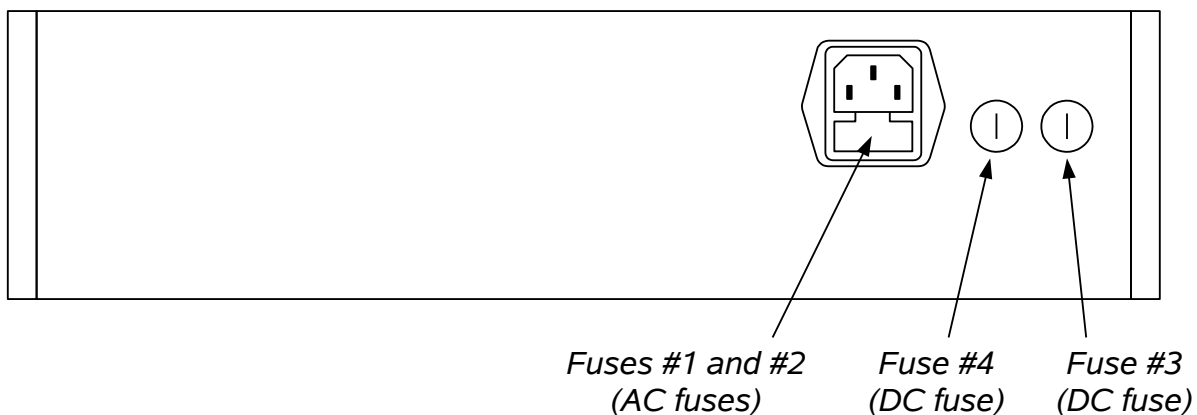 Fuses #1 and #2
(AC fuses)
Fuse #4
(DC fuse)
Fuse #3
(DC fuse)